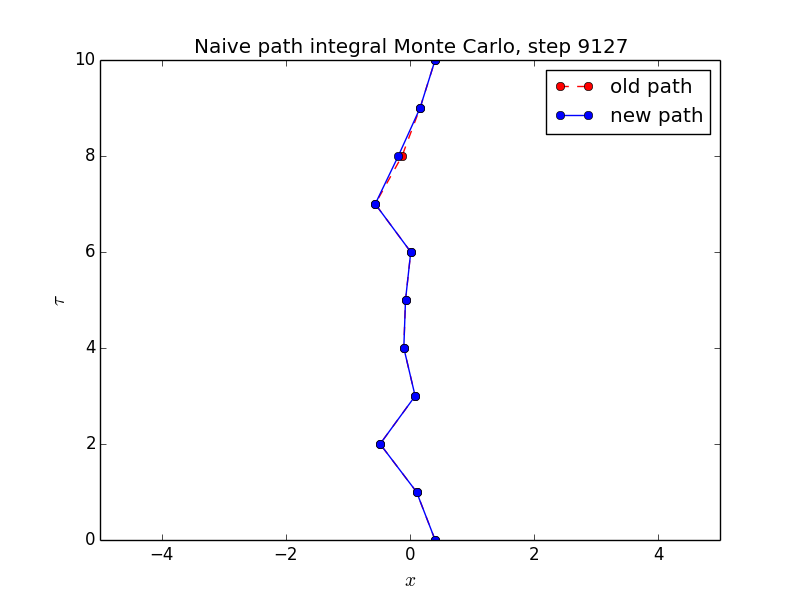 Naive path integral Monte Carlo, step 9127
10
8
6
4
2
0
τ
old path
new path
−4 −2 0 2 4
x